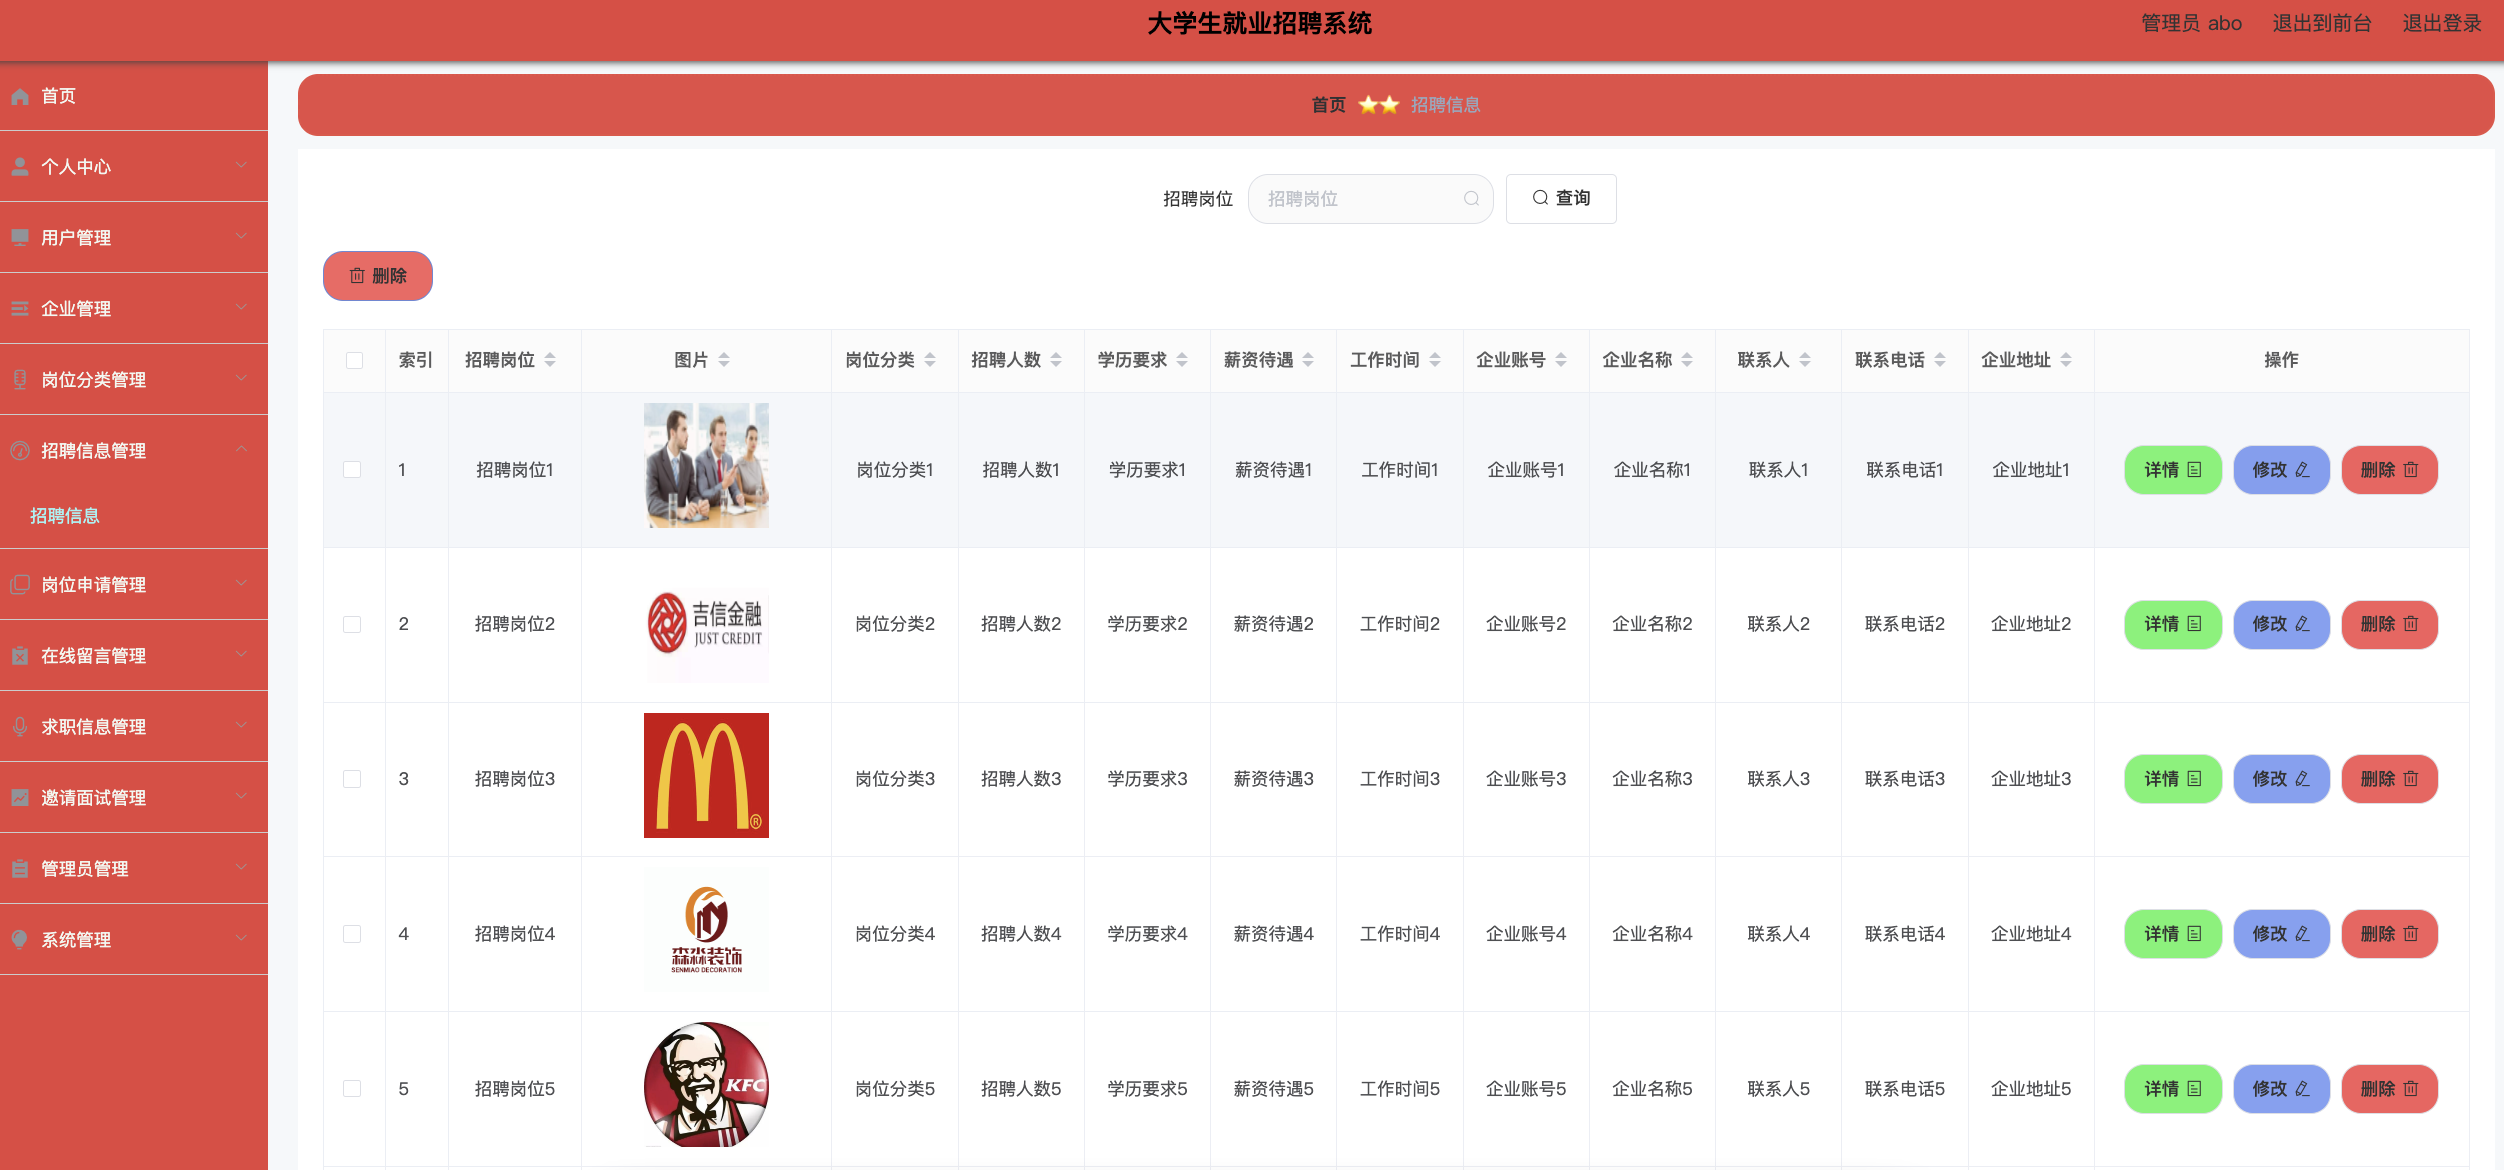 大学生就业招聘系统
管理员 abo 退出到前台 退出登录
首页
个人中心
用户管理
企业管理
岗位分类管理
招聘信息管理
招聘信息
岗位申请管理
在线留言管理
求职信息管理
邀请面试管理
管理员管理
系统管理
首页 招聘信息
招聘岗位 招聘岗位 查询
删除
索引 招聘岗位 图片 岗位分类 招聘人数 学历要求 薪资待遇 工作时间 企业账号 企业名称 联系人 联系电话 企业地址 操作
1 招聘岗位1 岗位分类1 招聘人数1 学历要求1 薪资待遇1 工作时间1 企业账号1 企业名称1 联系人1 联系电话1 企业地址1 详情 修改 删除
吉信金融
JUST CREDIT
2 招聘岗位2 岗位分类2 招聘人数2 学历要求2 薪资待遇2 工作时间2 企业账号2 企业名称2 联系人2 联系电话2 企业地址2 详情 修改 删除
3 招聘岗位3 岗位分类3 招聘人数3 学历要求3 薪资待遇3 工作时间3 企业账号3 企业名称3 联系人3 联系电话3 企业地址3 详情 修改 删除
®
4 招聘岗位4 岗位分类4 招聘人数4 学历要求4 薪资待遇4 工作时间4 企业账号4 企业名称4 联系人4 联系电话4 企业地址4 详情 修改 删除
森淼装饰
SENMIAO DECORATION
5 招聘岗位5 岗位分类5 招聘人数5 学历要求5 薪资待遇5 工作时间5 企业账号5 企业名称5 联系人5 联系电话5 企业地址5 详情 修改 删除
KFC